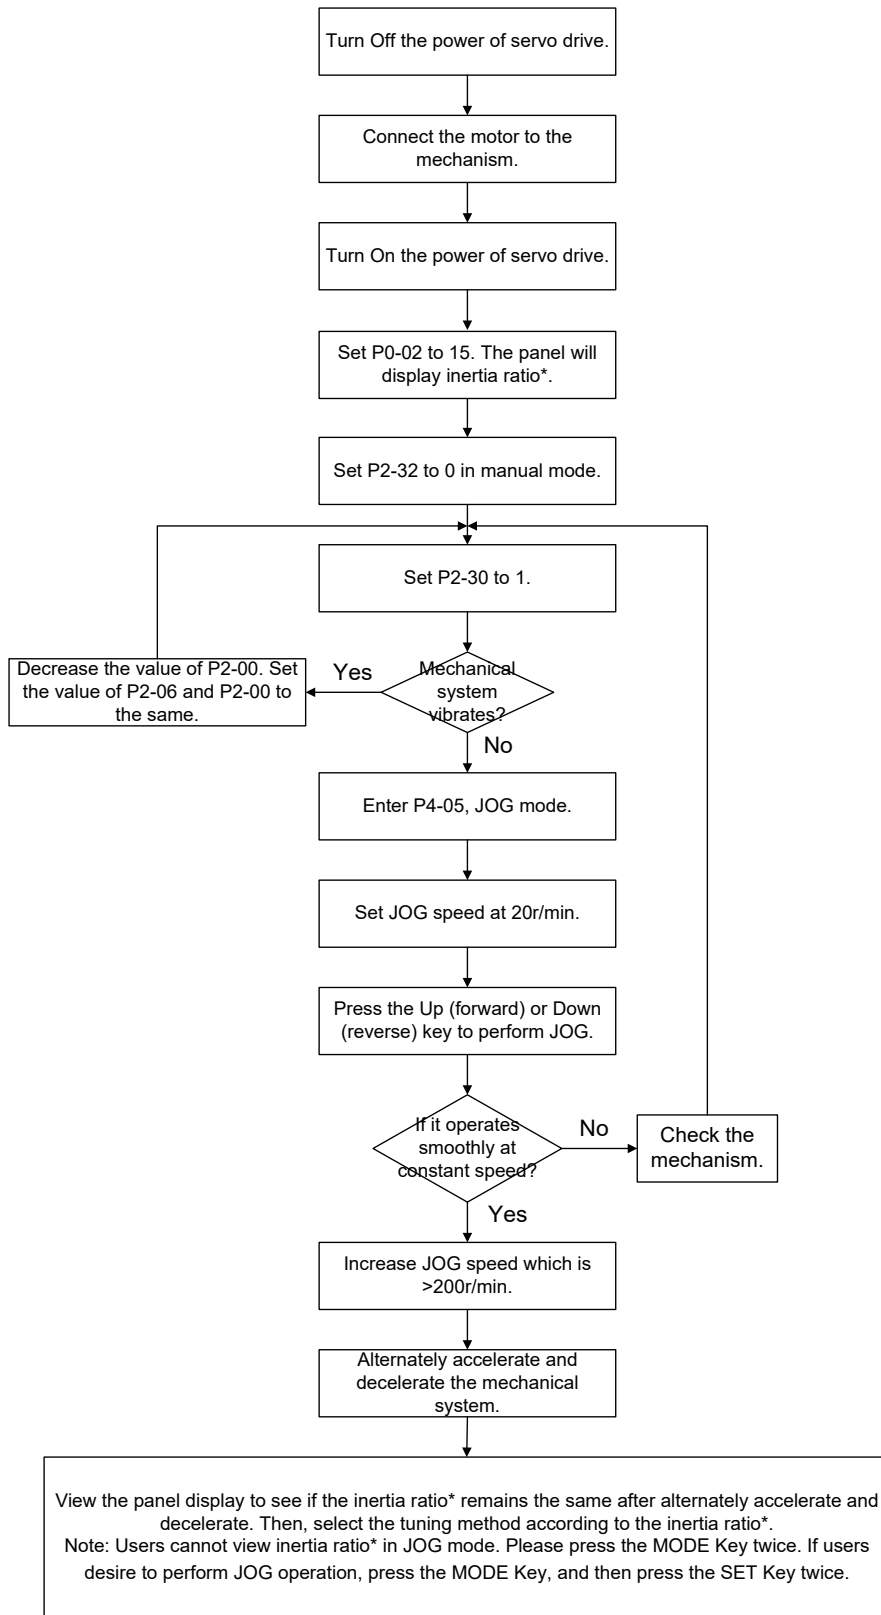 Turn Off the power of servo drive.
Connect the motor to the
mechanism.
Turn On the power of servo drive.
Set P0-02 to 15. The panel will
display inertia ratio*.
Set P2-32 to 0 in manual mode.
Set P2-30 to 1.
Mechanical
system
vibrates?
Yes
Decrease the value of P2-00. Set
the value of P2-06 and P2-00 to
the same.
No
Enter P4-05, JOG mode.
Set JOG speed at 20r/min.
Press the Up (forward) or Down
(reverse) key to perform JOG.
If it operates
smoothly at
constant speed?
No
Check the
mechanism.
Yes
Increase JOG speed which is
>200r/min.
Alternately accelerate and
decelerate the mechanical
system.
View the panel display to see if the inertia ratio* remains the same after alternately accelerate and
decelerate. Then, select the tuning method according to the inertia ratio*.
Note: Users cannot view inertia ratio* in JOG mode. Please press the MODE Key twice. If users
desire to perform JOG operation, press the MODE Key, and then press the SET Key twice.